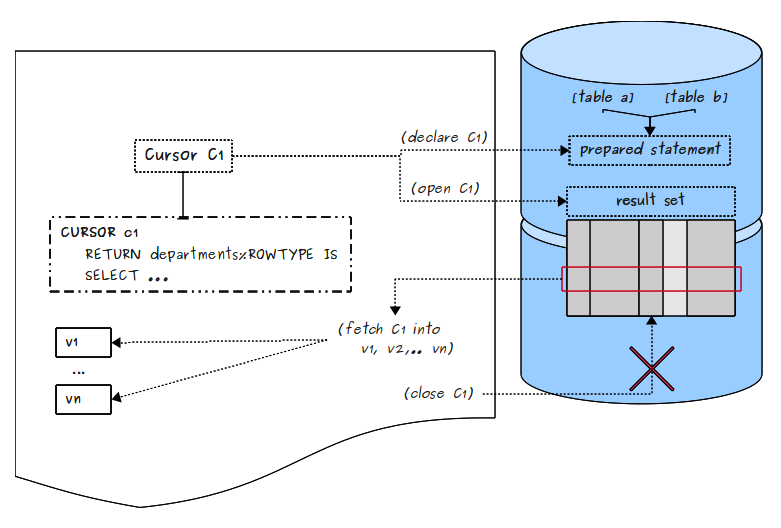 [table a] [table b]
(declare C1)
Cursor C1
prepared statement
(open C1)
result set
CURSOR c1
RETURN departments%ROWTYPE IS
SELECT ...
(fetch C1 into
v1, v2,.. vn)
v1
...
vn
(close C1)